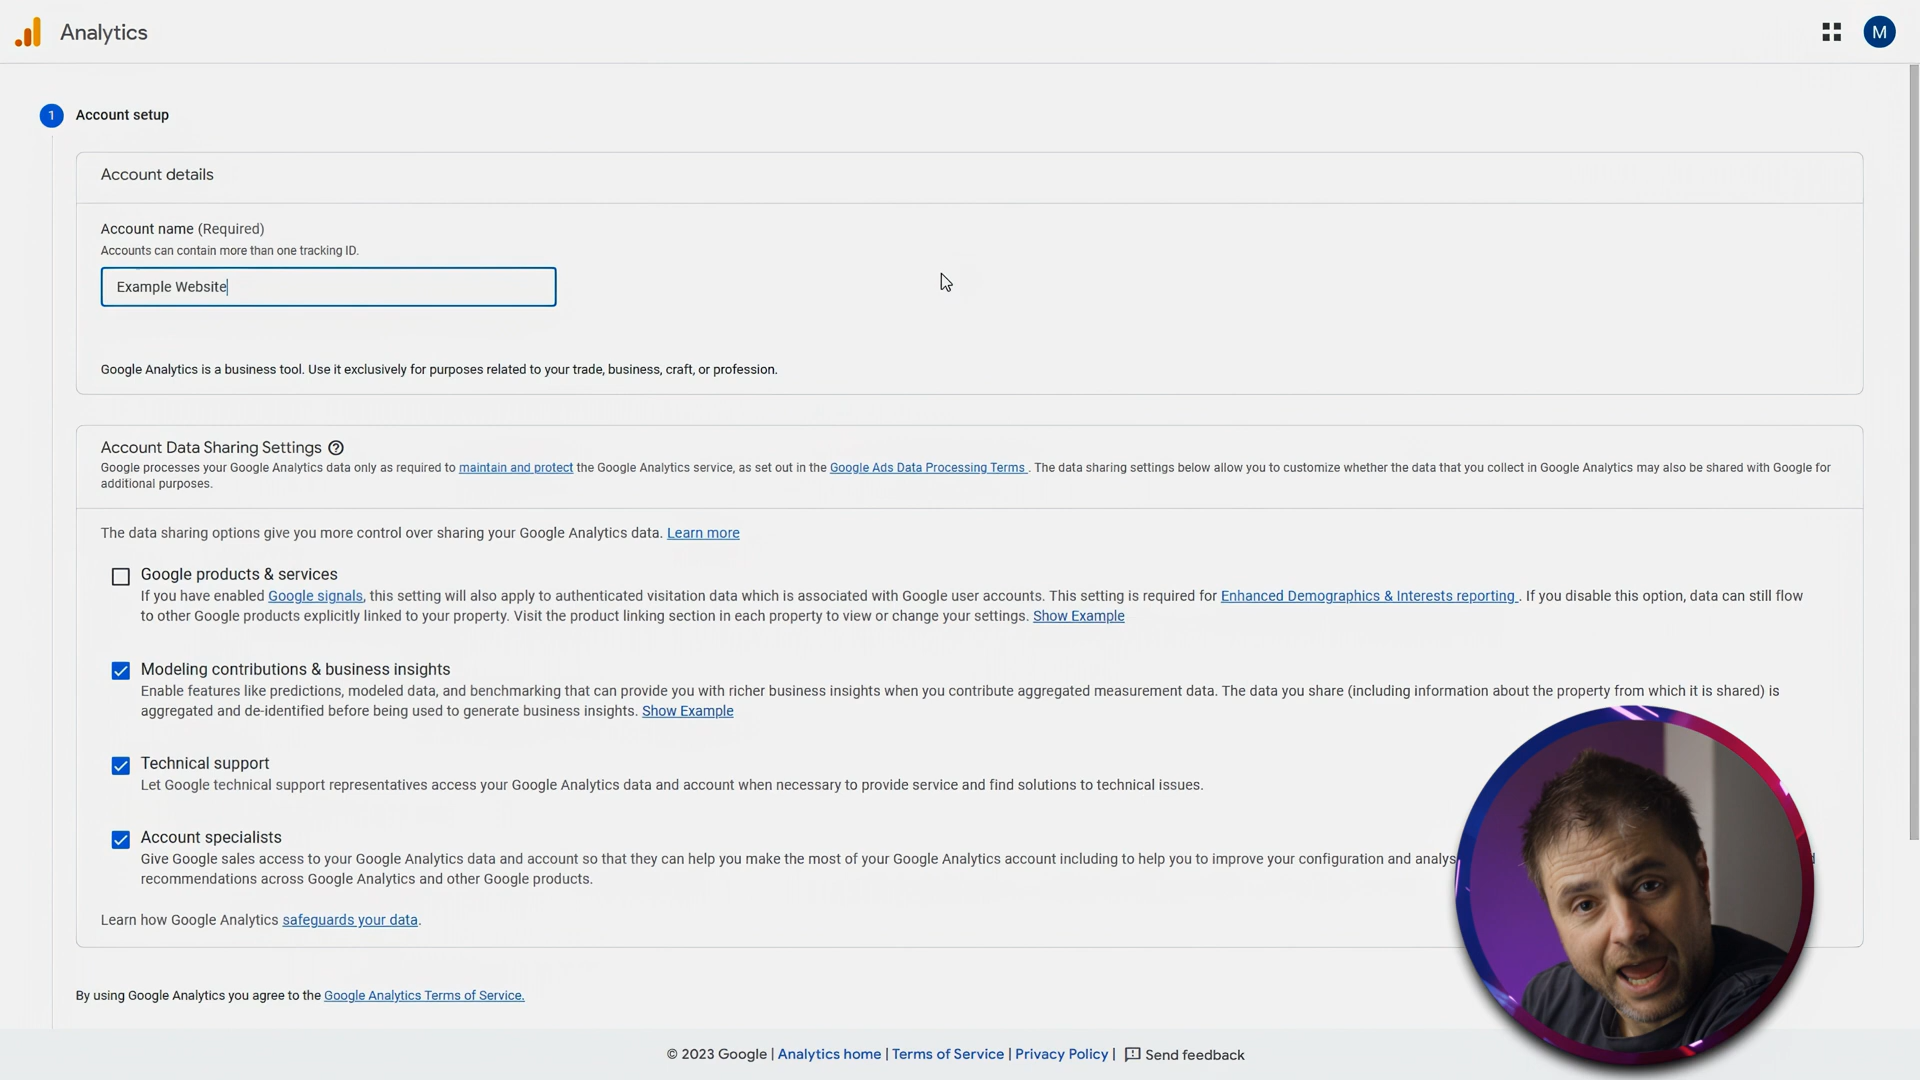 Analytics
M
1 Account setup
Account details
Account name (Required)
Accounts can contain more than one tracking ID.
Example Website
Google Analytics is a business tool. Use it exclusively for purposes related to your trade, business, craft, or profession.
Account Data Sharing Settings
Google processes your Google Analytics data only as required to maintain and protect the Google Analytics service, as set out in the Google Ads Data Processing Terms . The data sharing settings below allow you to customize whether the data that you collect in Google Analytics may also be shared with Google for
additional purposes.
The data sharing options give you more control over sharing your Google Analytics data. Learn more
Google products & services
If you have enabled Google signals, this setting will also apply to authenticated visitation data which is associated with Google user accounts. This setting is required for Enhanced Demographics & Interests reporting . If you disable this option, data can still flow
to other Google products explicitly linked to your property. Visit the product linking section in each property to view or change your settings. Show Example
Modeling contributions & business insights
Enable features like predictions, modeled data, and benchmarking that can provide you with richer business insights when you contribute aggregated measurement data. The data you share (including information about the property from which it is shared) is
aggregated and de-identified before being used to generate business insights. Show Example
Technical support
Let Google technical support representatives access your Google Analytics data and account when necessary to provide service and find solutions to technical issues.
Account specialists
Give Google sales access to your Google Analytics data and account so that they can help you make the most of your Google Analytics account including to help you to improve your configuration and
recommendations across Google Analytics and other Google products.
Learn how Google Analytics safeguards your data.
By using Google Analytics you agree to the Google Analytics Terms of Service.
© 2023 Google | Analytics home | Terms of Service | Privacy Policy | Send feedback